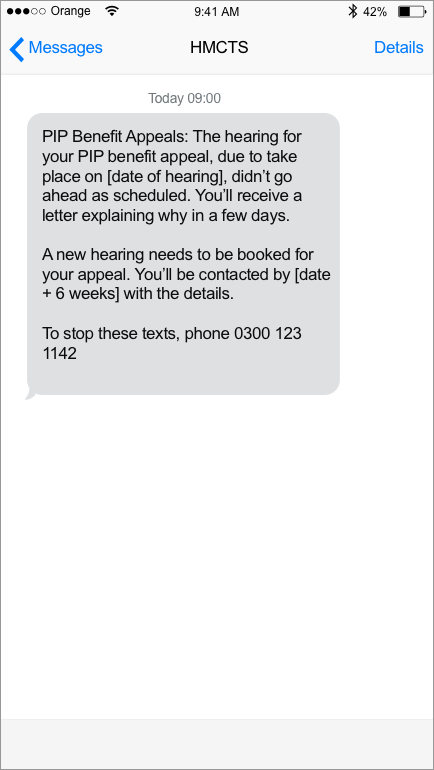 Orange 9:41 AM 42%
Messages HMCTS Details
Today 09:00
PIP Benefit Appeals: The hearing for
your PIP benefit appeal, due to take
place on [date of hearing], didn’t go
ahead as scheduled. You’ll receive a
letter explaining why in a few days.
A new hearing needs to be booked for
your appeal. You’ll be contacted by [date
+ 6 weeks] with the details.
To stop these texts, phone 0300 123
1142